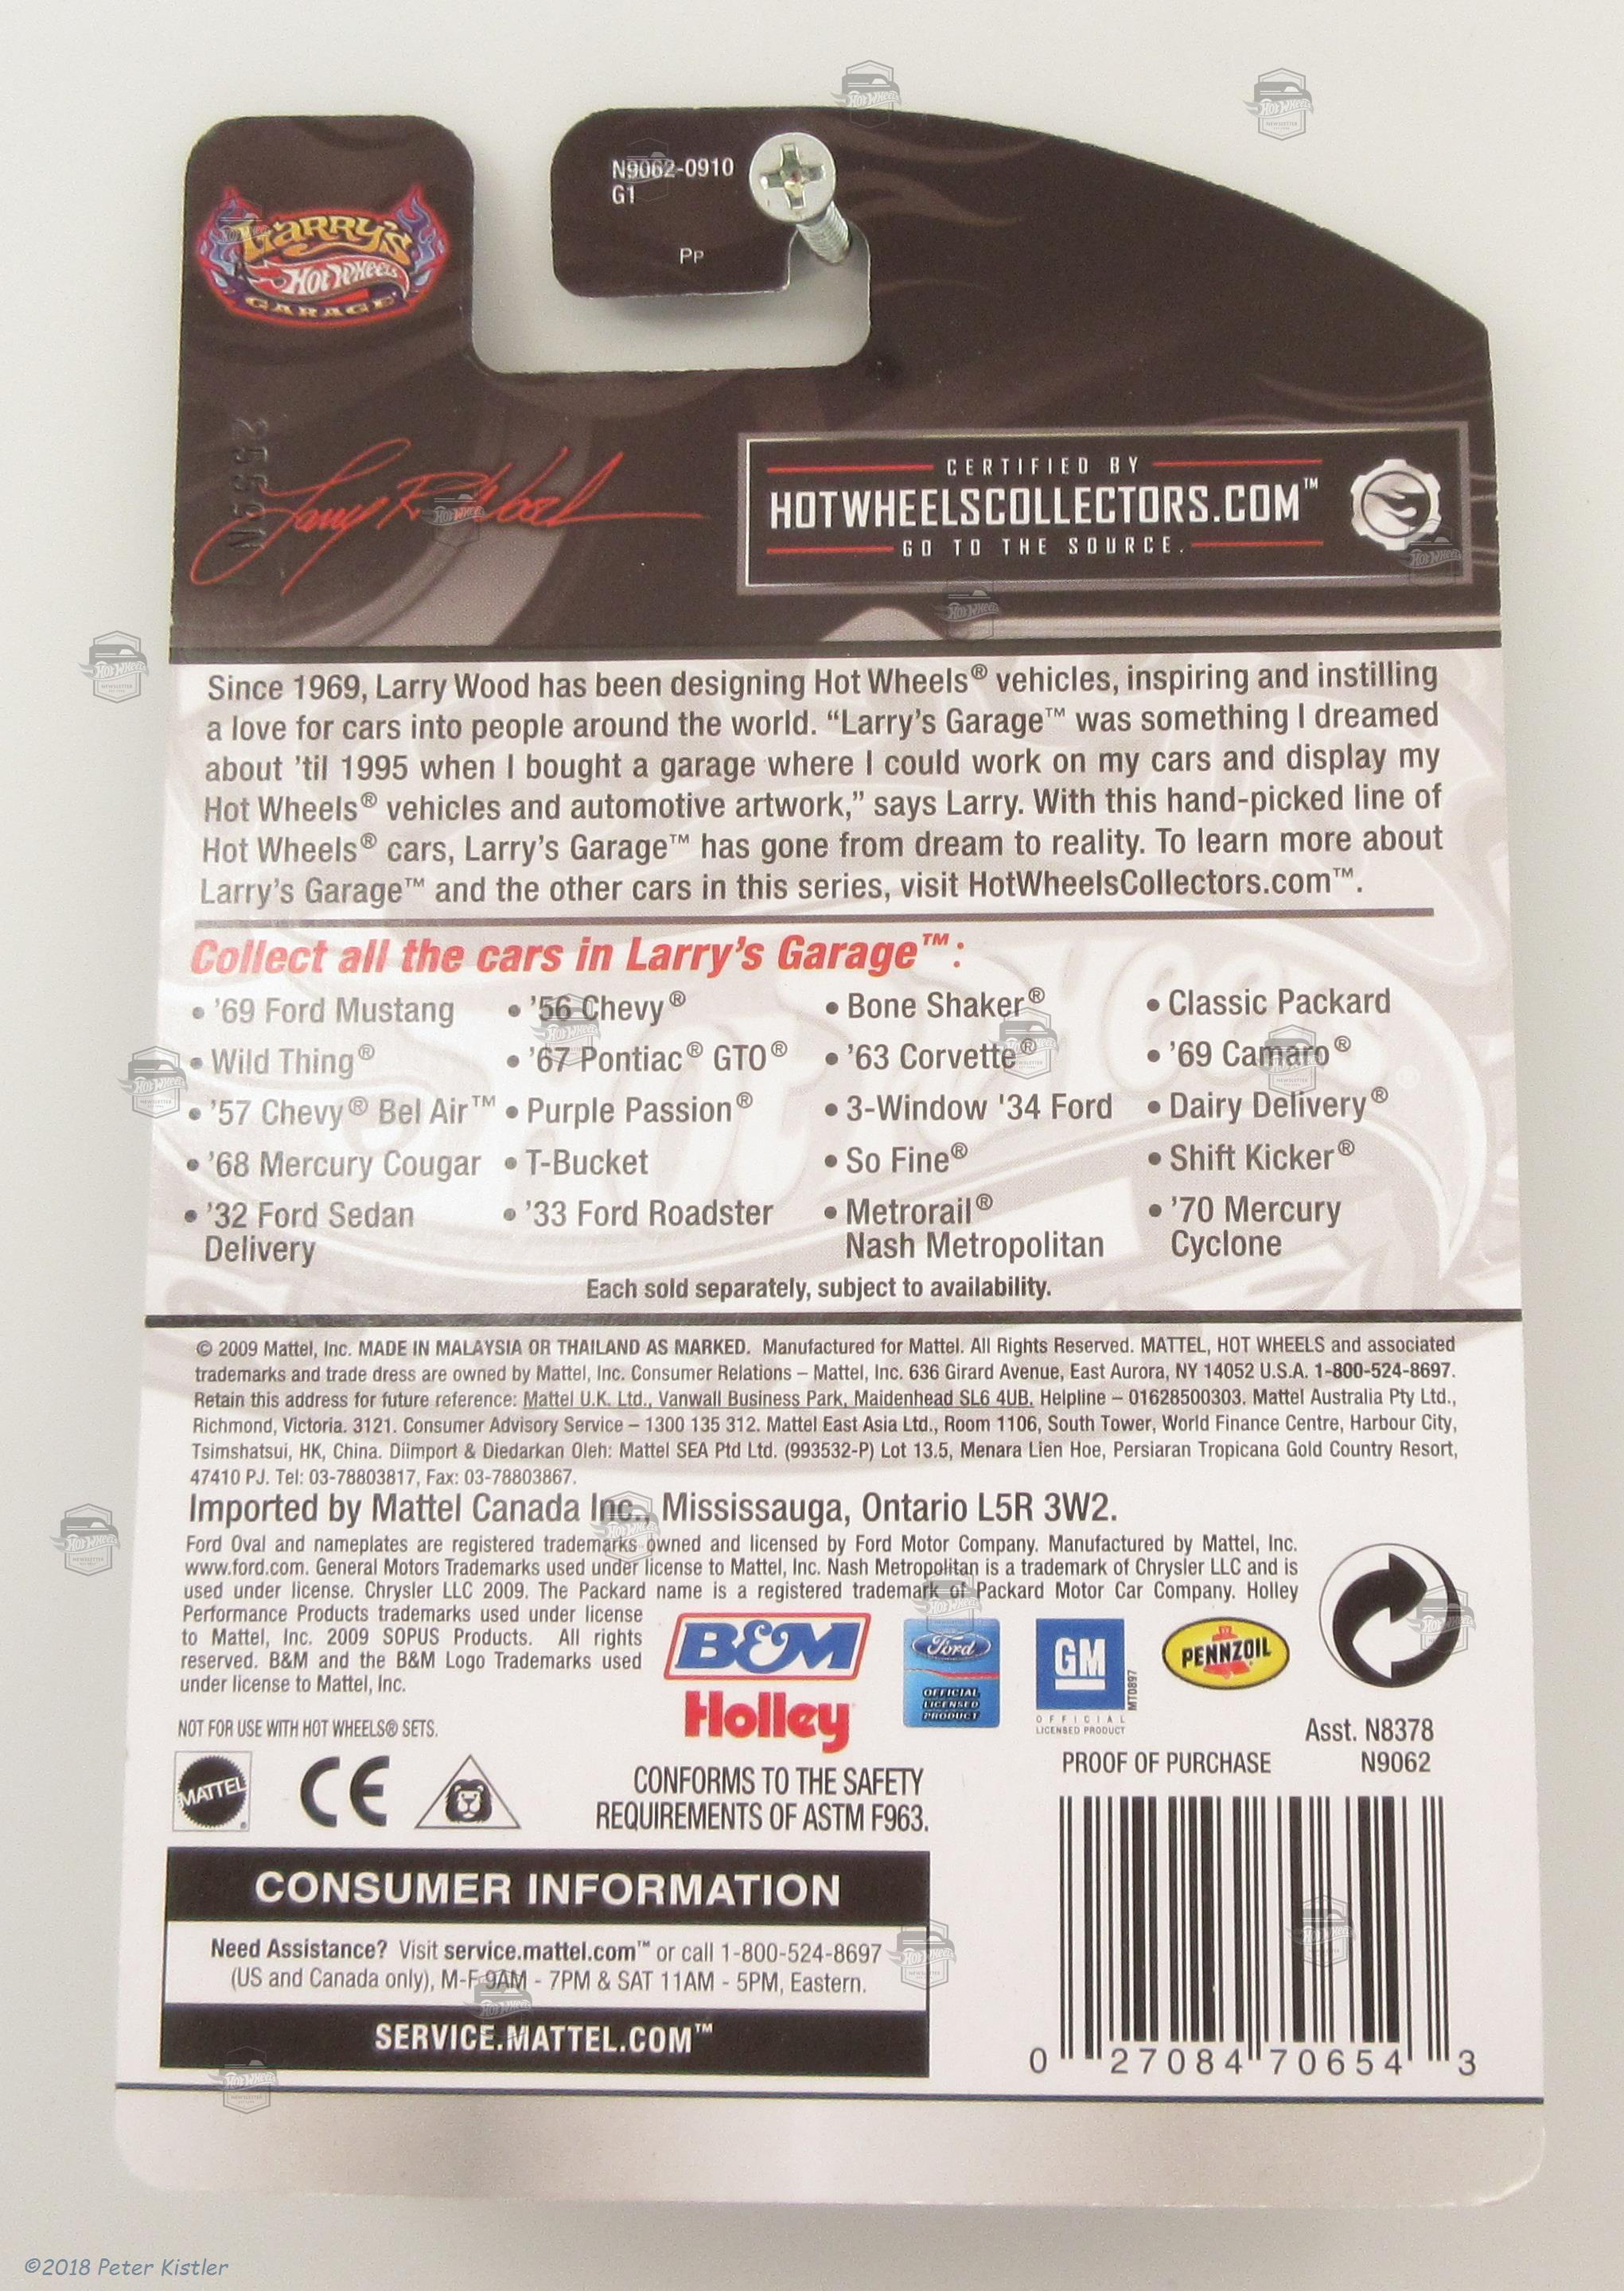 N9062-0910
G1
Pp
LARRY'S
Hot Wheels
GARAGE
Larry R Wood
CERTIFIED BY
HOTWHEELSCOLLECTORS.COM™
GO TO THE SOURCE.
Since 1969, Larry Wood has been designing Hot Wheels® vehicles, inspiring and instilling
a love for cars into people around the world. “Larry’s Garage™ was something I dreamed
about ’til 1995 when I bought a garage where I could work on my cars and display my
Hot Wheels® vehicles and automotive artwork,” says Larry. With this hand-picked line of
Hot Wheels® cars, Larry’s Garage™ has gone from dream to reality. To learn more about
Larry’s Garage™ and the other cars in this series, visit HotWheelsCollectors.com™.
Collect all the cars in Larry’s Garage™:
• ’69 Ford Mustang
• Wild Thing®
• ’57 Chevy® Bel Air™
• ’68 Mercury Cougar
• ’32 Ford Sedan
Delivery
• ’56 Chevy®
• ’67 Pontiac® GTO®
• Purple Passion®
• T-Bucket
• ’33 Ford Roadster
• Bone Shaker®
• ’63 Corvette®
• 3-Window '34 Ford
• So Fine®
• Metrorail®
Nash Metropolitan
• Classic Packard
• ’69 Camaro®
• Dairy Delivery®
• Shift Kicker®
• ’70 Mercury
Cyclone
Each sold separately, subject to availability.
© 2009 Mattel, Inc. MADE IN MALAYSIA OR THAILAND AS MARKED. Manufactured for Mattel. All Rights Reserved. MATTEL, HOT WHEELS and associated
trademarks and trade dress are owned by Mattel, Inc. Consumer Relations – Mattel, Inc. 636 Girard Avenue, East Aurora, NY 14052 U.S.A. 1-800-524-8697.
Retain this address for future reference: Mattel U.K. Ltd., Vanwall Business Park, Maidenhead SL6 4UB. Helpline – 01628500303. Mattel Australia Pty Ltd.,
Richmond, Victoria. 3121. Consumer Advisory Service – 1300 135 312. Mattel East Asia Ltd., Room 1106, South Tower, World Finance Centre, Harbour City,
Tsimshatsui, HK, China. Diimport & Diedarkan Oleh: Mattel SEA Ptd Ltd. (993532-P) Lot 13.5, Menara Lien Hoe, Persiaran Tropicana Gold Country Resort,
47410 PJ. Tel: 03-78803817, Fax: 03-78803867.
Imported by Mattel Canada Inc., Mississauga, Ontario L5R 3W2.
Ford Oval and nameplates are registered trademarks owned and licensed by Ford Motor Company. Manufactured by Mattel, Inc.
www.ford.com. General Motors Trademarks used under license to Mattel, Inc. Nash Metropolitan is a trademark of Chrysler LLC and is
used under license. Chrysler LLC 2009. The Packard name is a registered trademark of Packard Motor Car Company. Holley
Performance Products trademarks used under license
to Mattel, Inc. 2009 SOPUS Products. All rights
reserved. B&M and the B&M Logo Trademarks used
under license to Mattel, Inc.
B&M
Holley
Ford
OFFICIAL
LICENSED
PRODUCT
GM
OFFICIAL
LICENSED PRODUCT
MT0897
PENNZOIL
NOT FOR USE WITH HOT WHEELS® SETS.
Asst. N8378
PROOF OF PURCHASE N9062
MATTEL
CE
CONFORMS TO THE SAFETY
REQUIREMENTS OF ASTM F963.
CONSUMER INFORMATION
Need Assistance? Visit service.mattel.com™ or call 1-800-524-8697
(US and Canada only), M-F 9AM - 7PM & SAT 11AM - 5PM, Eastern.
SERVICE.MATTEL.COM™
0 27084 70654 3
©2018 Peter Kistler